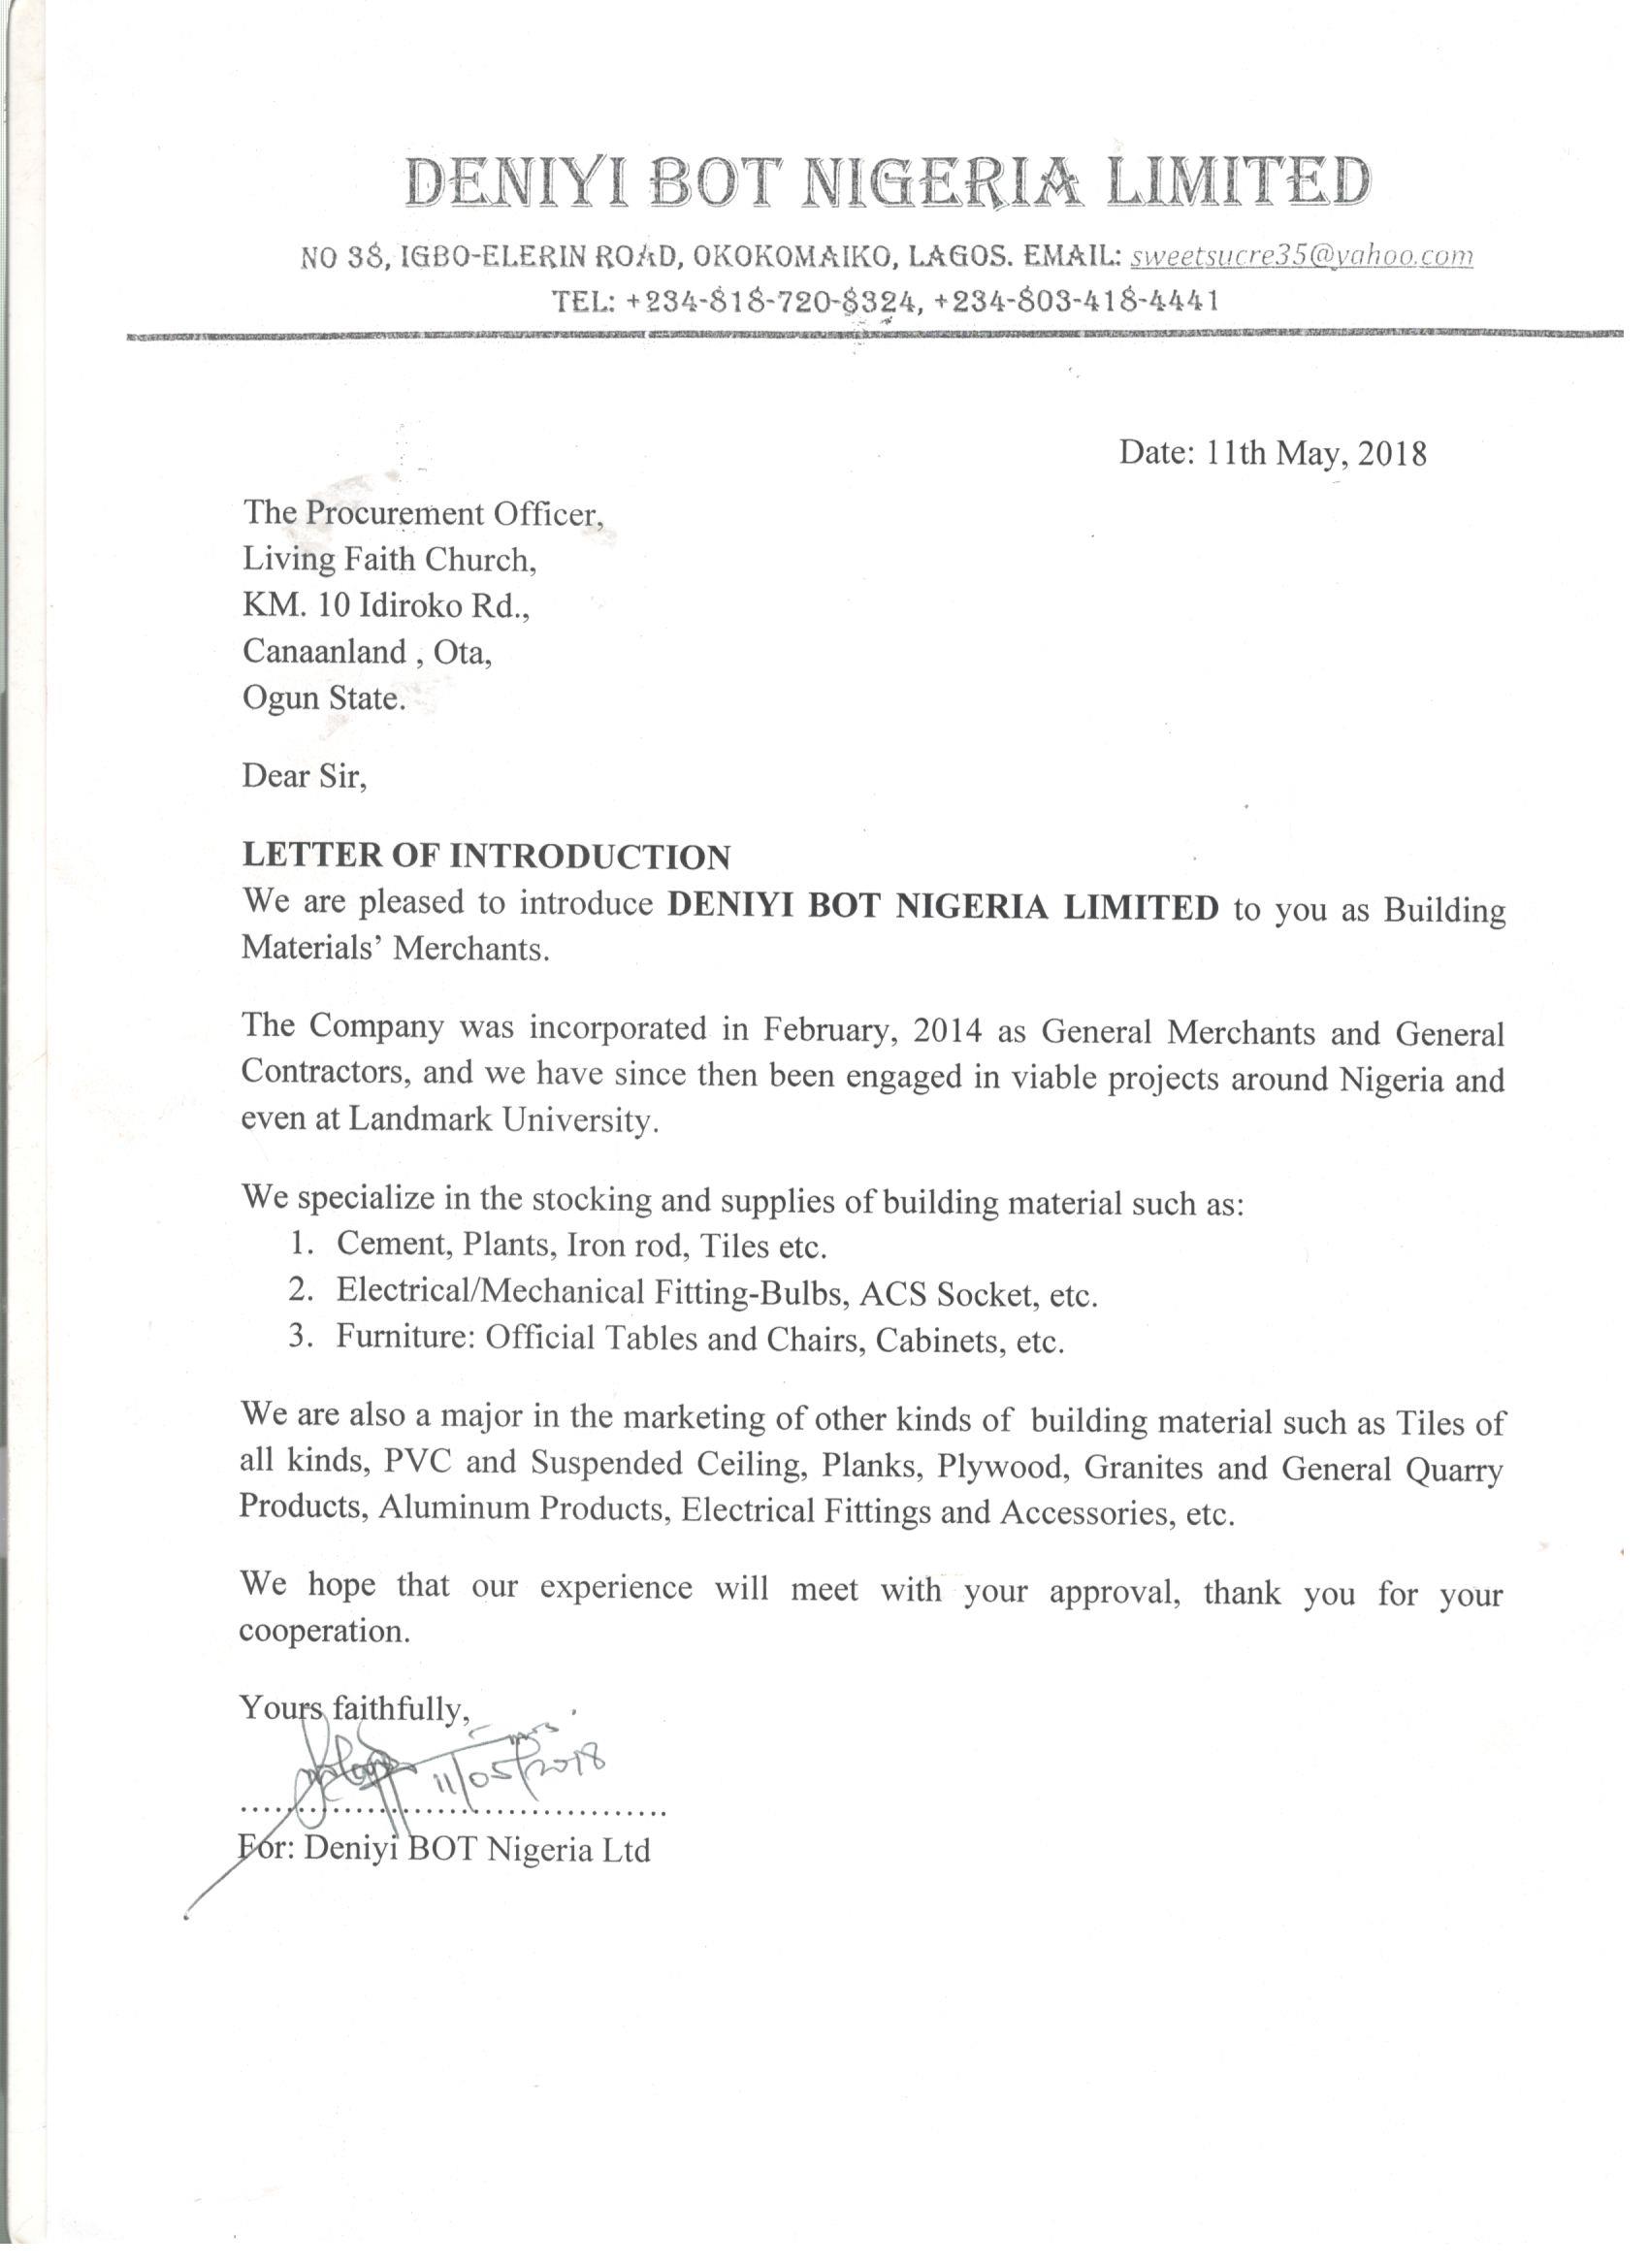 DENIYI BOT NIGERIA LIMITED
NO 38, IGBO-ELERIN ROAD, OKOKOMAIKO, LAGOS. EMAIL: sweetsucre35@yahoo.com
TEL: +234-818-720-8324, +234-803-418-4441
Date: 11th May, 2018
The Procurement Officer,
Living Faith Church,
KM. 10 Idiroko Rd.,
Canaanland , Ota,
Ogun State.
Dear Sir,
LETTER OF INTRODUCTION
We are pleased to introduce DENIYI BOT NIGERIA LIMITED to you as Building
Materials’ Merchants.
The Company was incorporated in February, 2014 as General Merchants and General
Contractors, and we have since then been engaged in viable projects around Nigeria and
even at Landmark University.
We specialize in the stocking and supplies of building material such as:
1. Cement, Plants, Iron rod, Tiles etc.
2. Electrical/Mechanical Fitting-Bulbs, ACS Socket, etc.
3. Furniture: Official Tables and Chairs, Cabinets, etc.
We are also a major in the marketing of other kinds of building material such as Tiles of
all kinds, PVC and Suspended Ceiling, Planks, Plywood, Granites and General Quarry
Products, Aluminum Products, Electrical Fittings and Accessories, etc.
We hope that our experience will meet with your approval, thank you for your
cooperation.
Yours faithfully,
11/05/2018
........................................
For: Deniyi BOT Nigeria Ltd